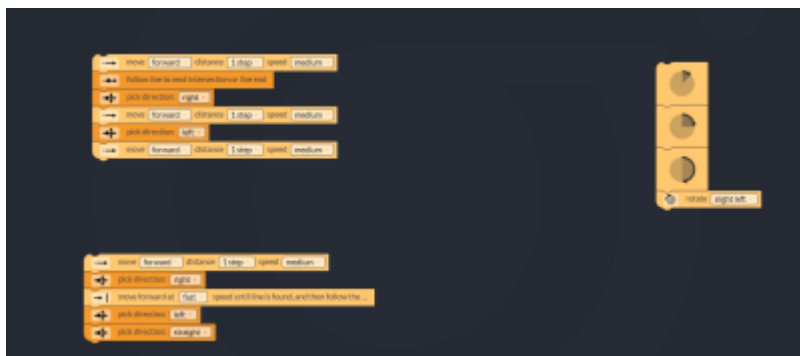 move forward distance 1 step speed medium
follow line to next intersection or line end
pick direction: right
move forward distance 1 step speed medium
pick direction: left
move forward distance 1 step speed medium
rotate slight left
move forward distance 1 step speed medium
pick direction: right
move forward at fast speed until line is found, and then follow the ...
pick direction: left
pick direction: straight